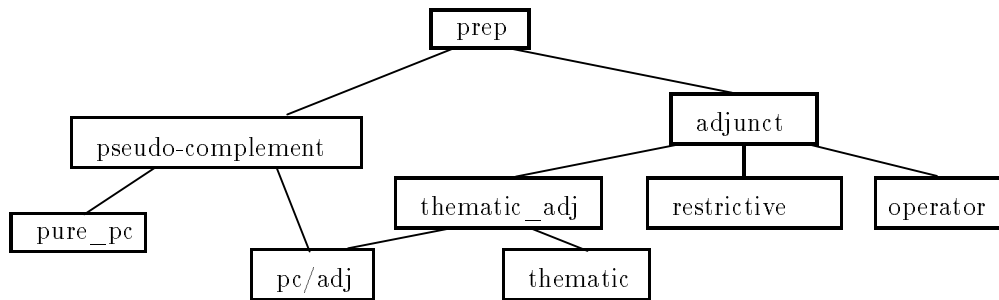 prep
adjunct
pseudo-complement
thematic_adj
restrictive
operator
pure_pc
pc/adj
thematic